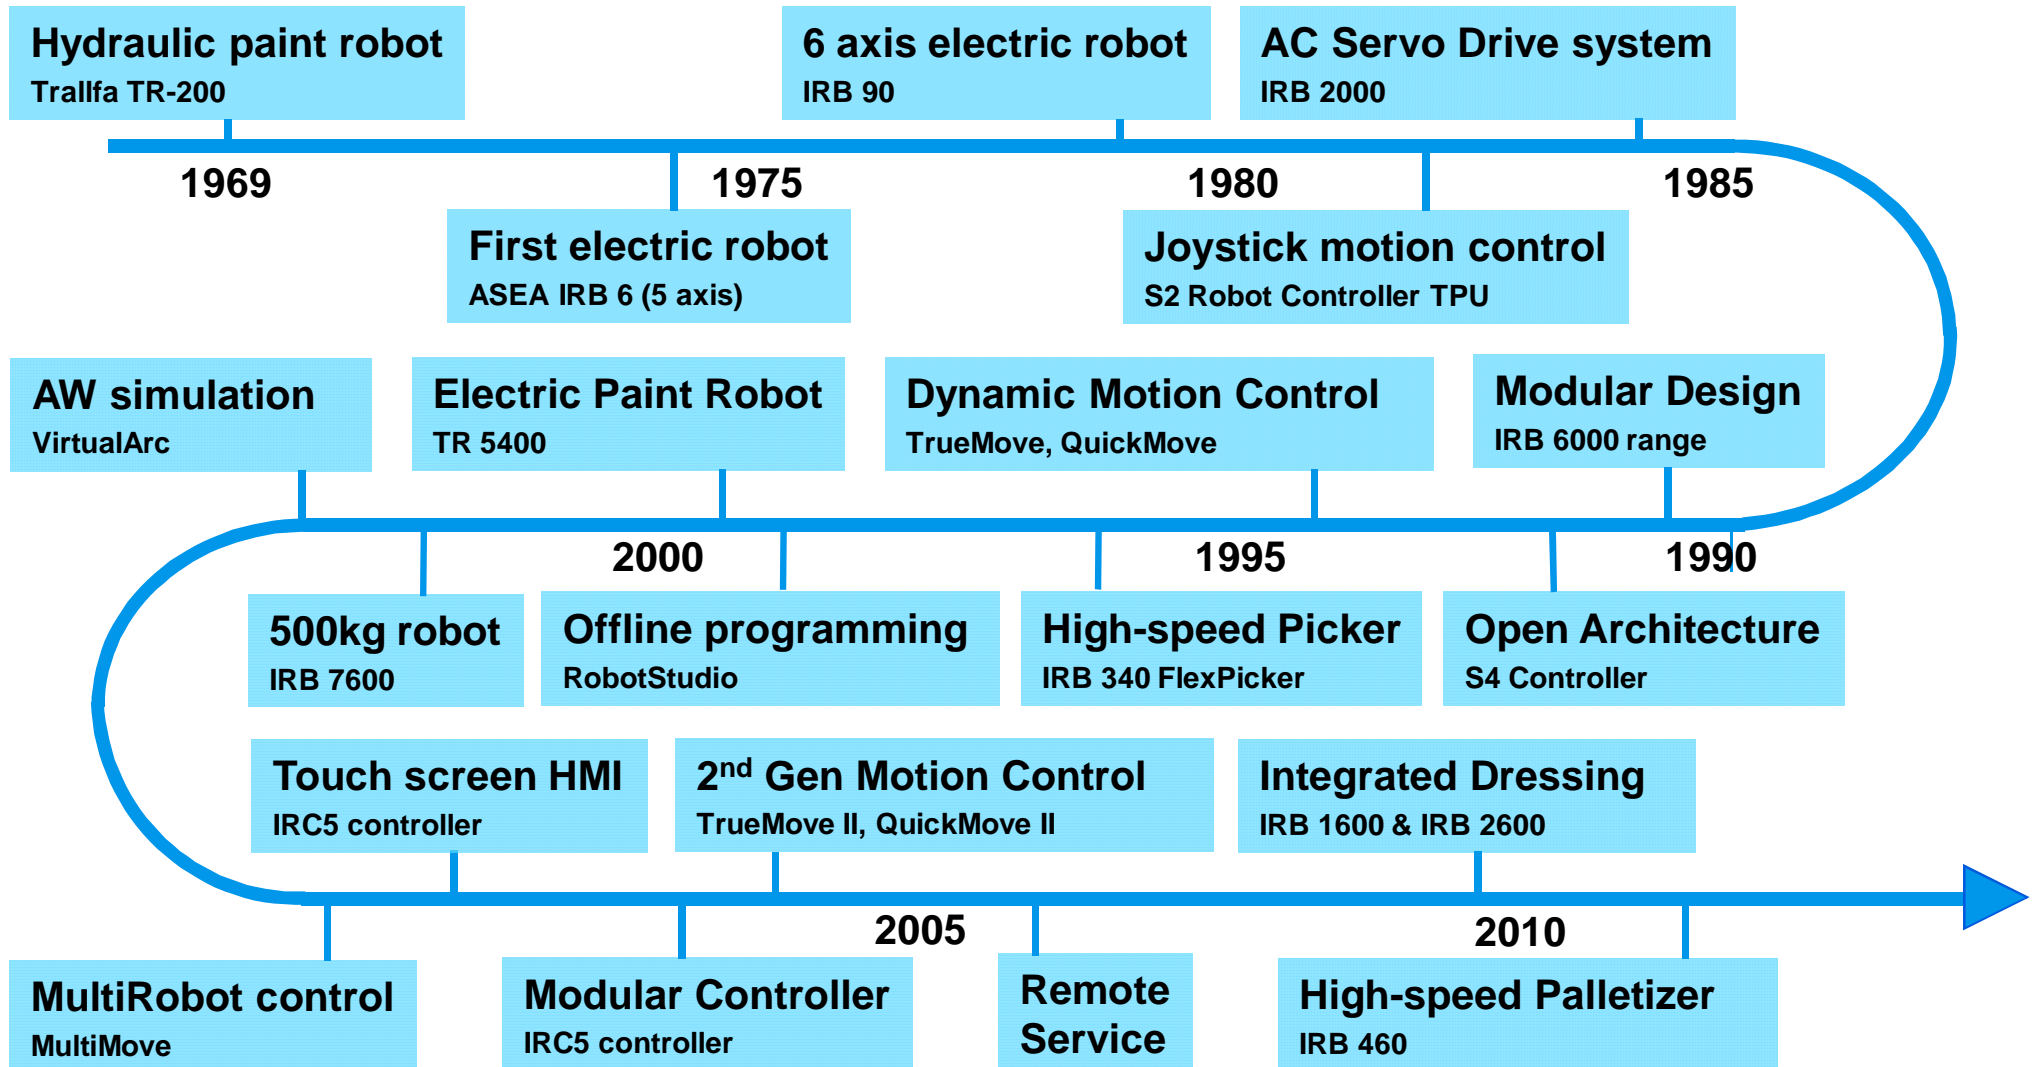 Hydraulic paint robot
Trallfa TR-200
6 axis electric robot
IRB 90
AC Servo Drive system
IRB 2000
1969
1975
1980
1985
First electric robot
ASEA IRB 6 (5 axis)
Joystick motion control
S2 Robot Controller TPU
AW simulation
VirtualArc
Electric Paint Robot
TR 5400
Dynamic Motion Control
TrueMove, QuickMove
Modular Design
IRB 6000 range
2000
1995
1990
500kg robot
IRB 7600
Offline programming
RobotStudio
High-speed Picker
IRB 340 FlexPicker
Open Architecture
S4 Controller
Touch screen HMI
IRC5 controller
2nd Gen Motion Control
TrueMove II, QuickMove II
Integrated Dressing
IRB 1600 & IRB 2600
2005
2010
MultiRobot control
MultiMove
Modular Controller
IRC5 controller
Remote
Service
High-speed Palletizer
IRB 460